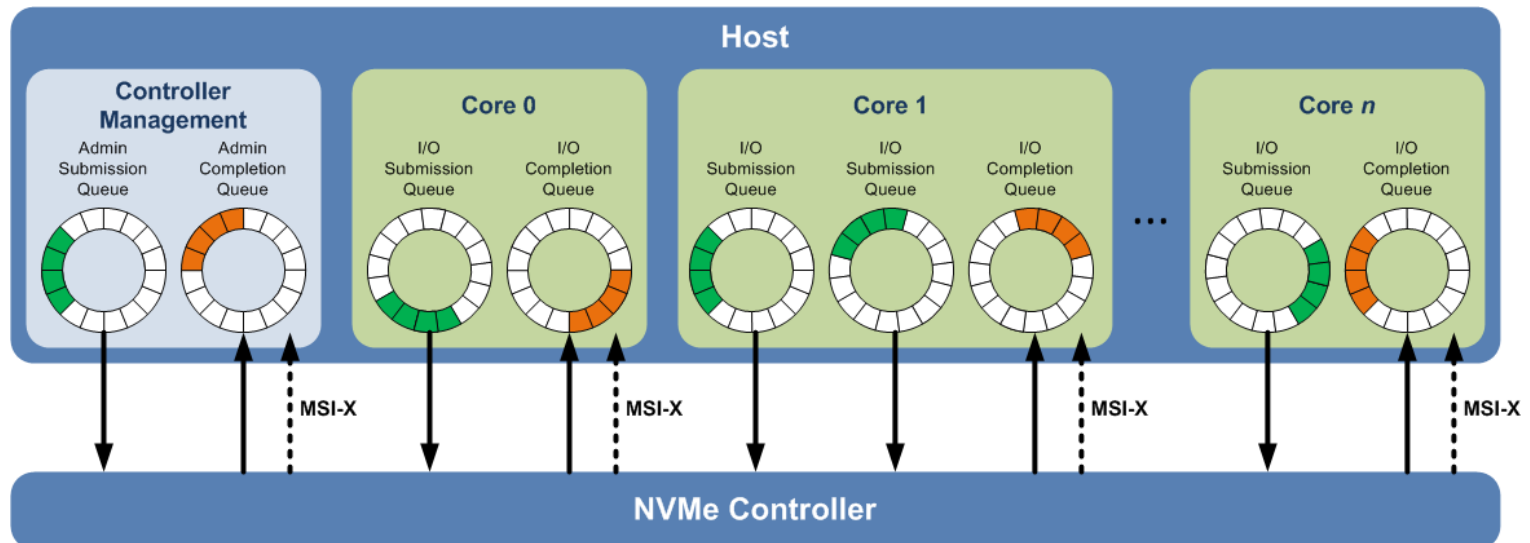 Host
Controller
Management
Admin
Submission
Queue
Admin
Completion
Queue
Core 0
I/O
Submission
Queue
I/O
Completion
Queue
Core 1
I/O
Submission
Queue
I/O
Submission
Queue
I/O
Completion
Queue
...
Core n
I/O
Submission
Queue
I/O
Completion
Queue
MSI-X
MSI-X
MSI-X
MSI-X
NVMe Controller